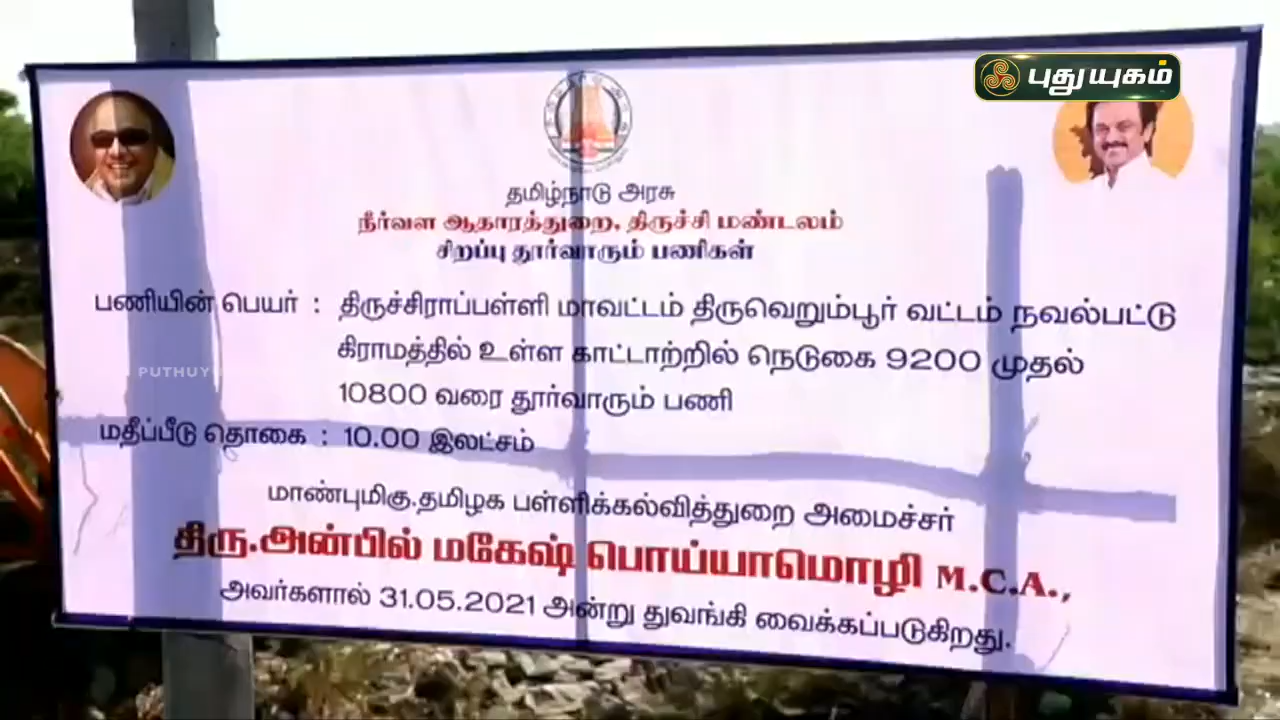 புதுயுகம்
தமிழ்நாடு அரசு
நீர்வள ஆதாரத்துறை, திருச்சி மண்டலம்
சிறப்பு தூர்வாரும் பணிகள்
பணியின் பெயர் : திருச்சிராப்பள்ளி மாவட்டம் திருவெறும்பூர் வட்டம் நவல்பட்டு
கிராமத்தில் உள்ள காட்டாற்றில் நெடுகை 9200 முதல்
10800 வரை தூர்வாரும் பணி
மதீப்பீடு தொகை : 10.00 இலட்சம்
மாண்புமிகு.தமிழக பள்ளிக்கல்வித்துறை அமைச்சர்
திரு.அன்பில் மகேஷ் பொய்யாமொழி M.C.A.,
அவர்களால் 31.05.2021 அன்று துவங்கி வைக்கப்படுகிறது.